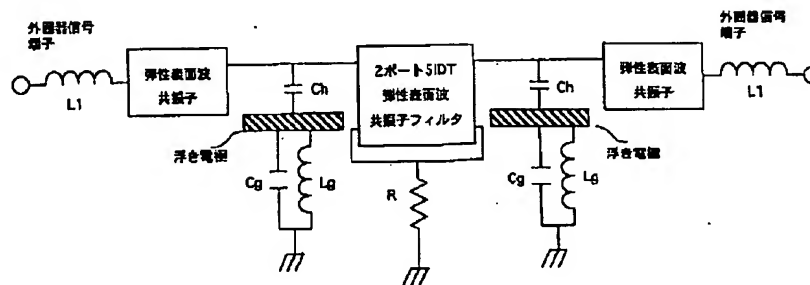 外囲器信号
端子
L1
弾性表面波
共振子
Ch
浮き電極
Cg
Lg
2ポート5IDT
弾性表面波
共振子フィルタ
R
Ch
浮き電極
Cg
Lg
弾性表面波
共振子
外囲器信号
端子
L1